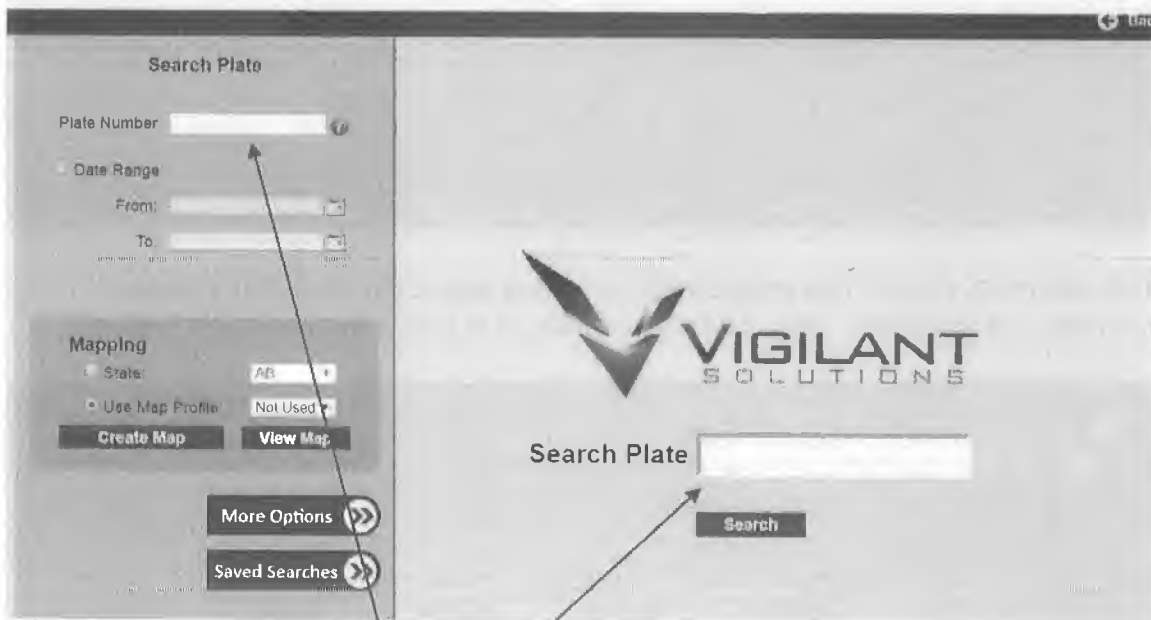 Bac
Search Plate
Plate Number
?
Date Range
From:
To:
Mapping
State: AB
Use Map Profile Not Used
Create Map View Map
More Options
Saved Searches
VIGILANT
SOLUTIONS
Search Plate
Search